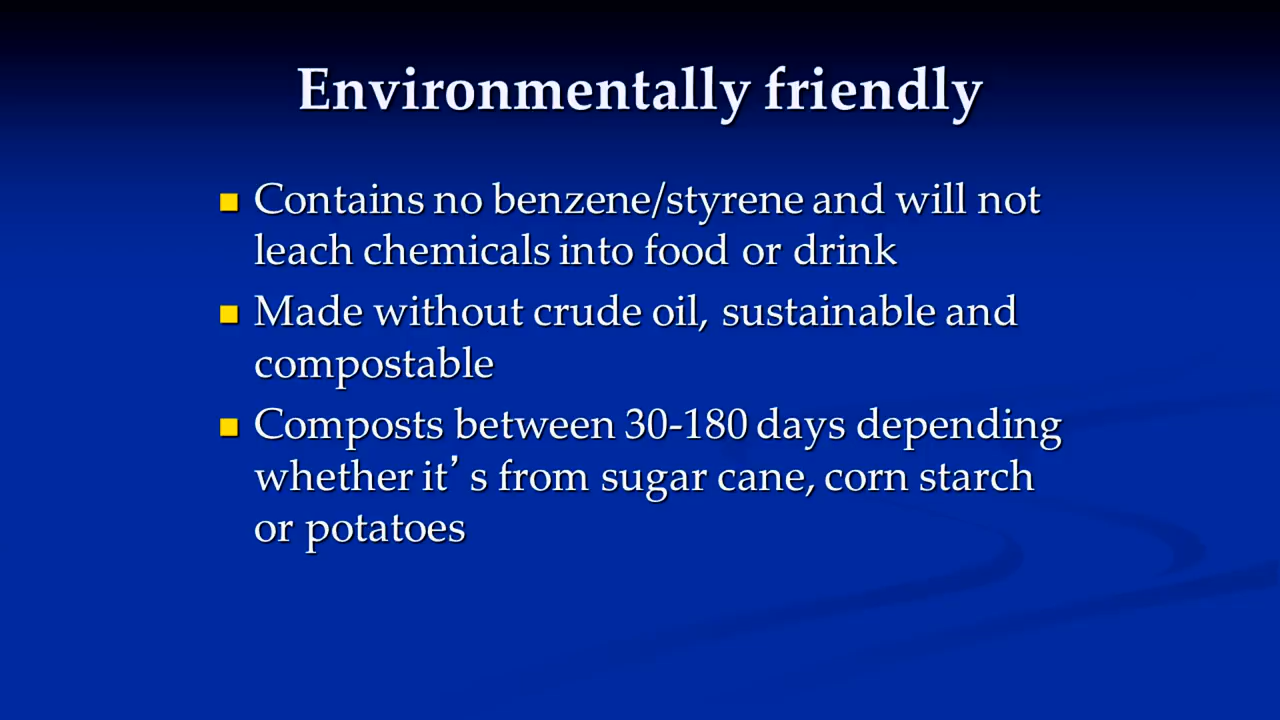 Environmentally friendly
Contains no benzene/styrene and will not
leach chemicals into food or drink
Made without crude oil, sustainable and
compostable
Composts between 30-180 days depending
whether it’s from sugar cane, corn starch
or potatoes